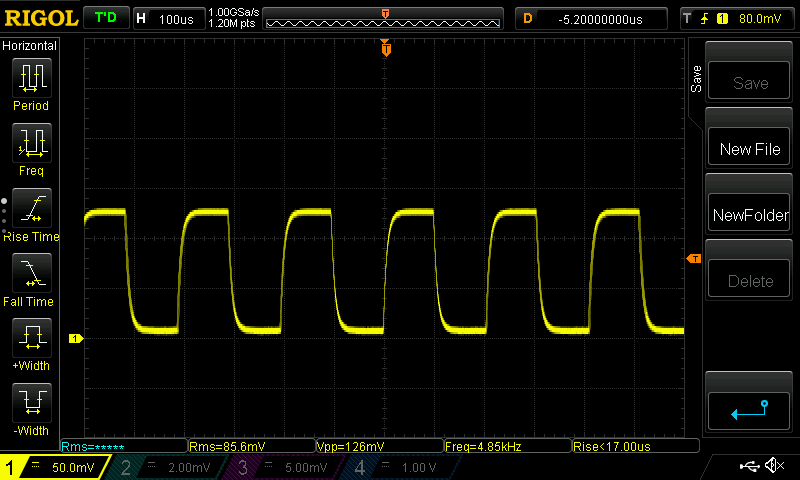 RIGOL T'D H 100us 1.00GSa/s
1.20M pts
T
D -5.20000000us T 1 80.0mV
Horizontal
Period
Freq
Rise Time
Fall Time
+Width
-Width
T
T
1
Save
Save
New File
NewFolder
Delete
Rms=***** Rms=85.6mV Vpp=126mV Freq=4.85kHz Rise<17.00us
1 = 50.0mV 2 = 2.00mV 3 = 5.00mV 4 = 1.00 V